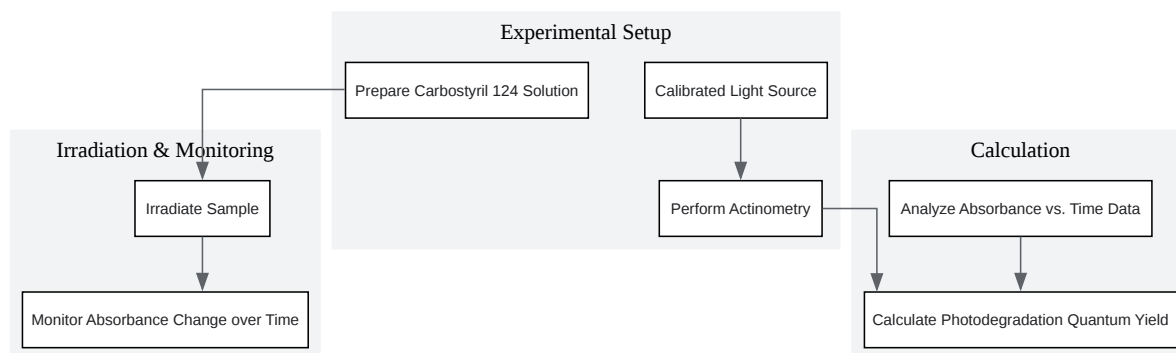 Experimental Setup
Prepare Carbostyril 124 Solution
Calibrated Light Source
Irradiation & Monitoring
Calculation
Irradiate Sample
Perform Actinometry
Analyze Absorbance vs. Time Data
Monitor Absorbance Change over Time
Calculate Photodegradation Quantum Yield